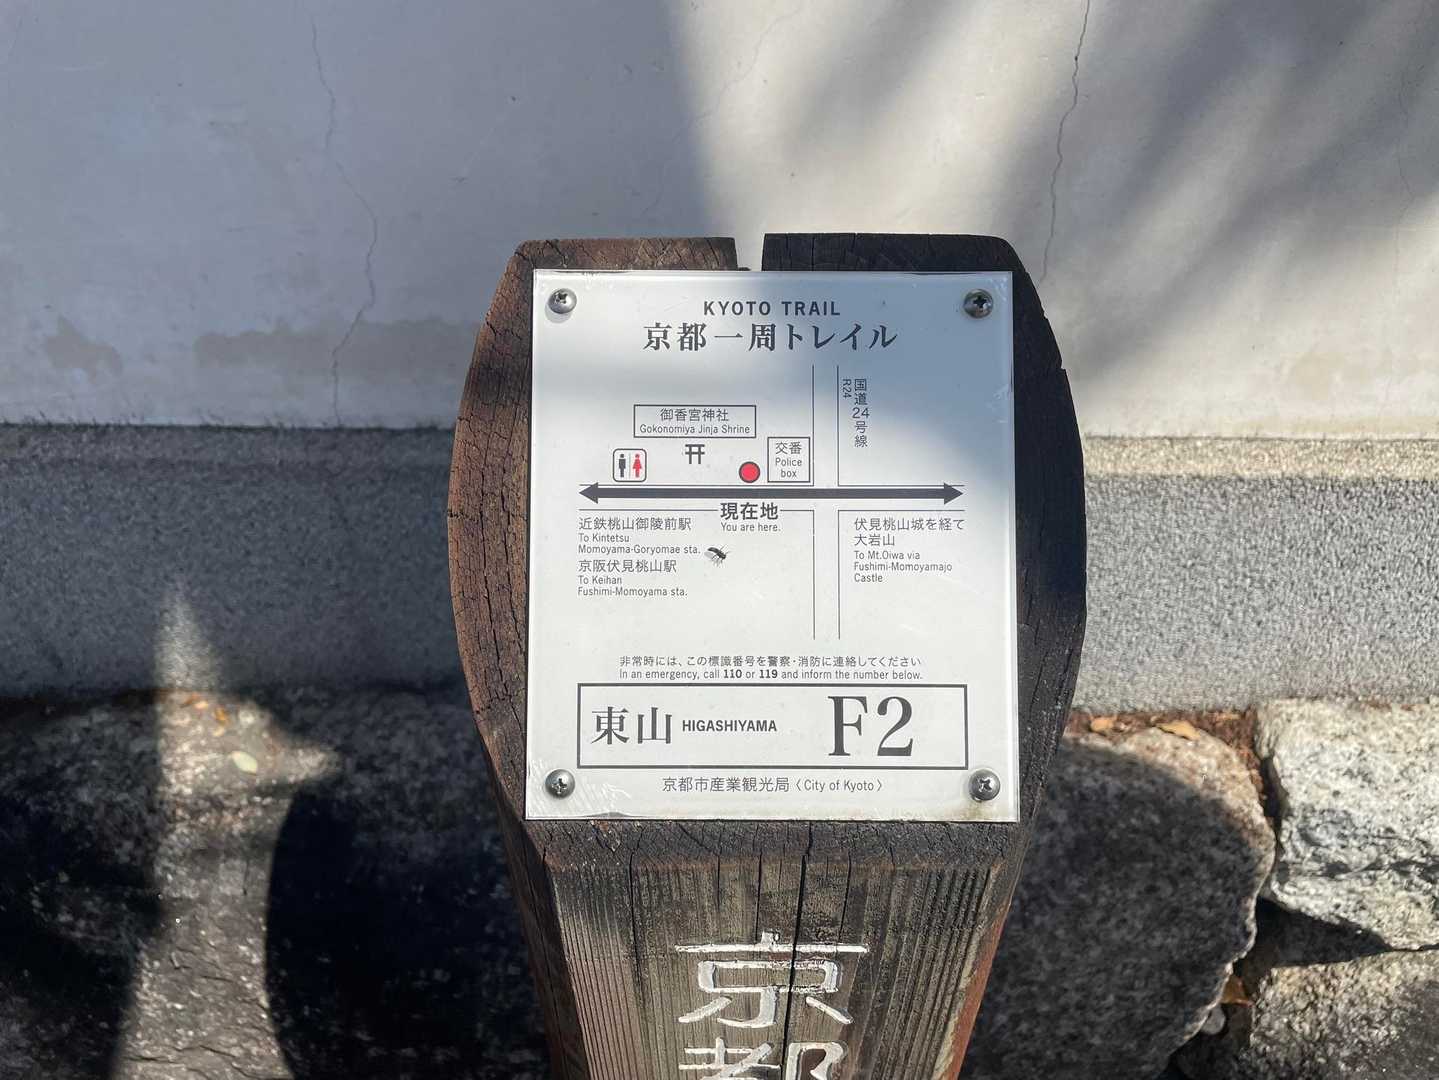 KYOTO TRAIL
京都一周トレイル
国道24号線
R24
御香宮神社
Gokonomiya Jinja Shrine
交番
Police
box
現在地
You are here.
近鉄桃山御陵前駅
To Kintetsu
Momoyama-Goryomae sta.
京阪伏見桃山駅
To Keihan
Fushimi-Momoyama sta.
伏見桃山城を経て
大岩山
To Mt.Oiwa via
Fushimi-Momoyamajo
Castle
非常時には、この標識番号を警察・消防に連絡してください
In an emergency, call 110 or 119 and inform the number below.
東山 HIGASHIYAMA F2
京都市産業観光局〈City of Kyoto〉
京都